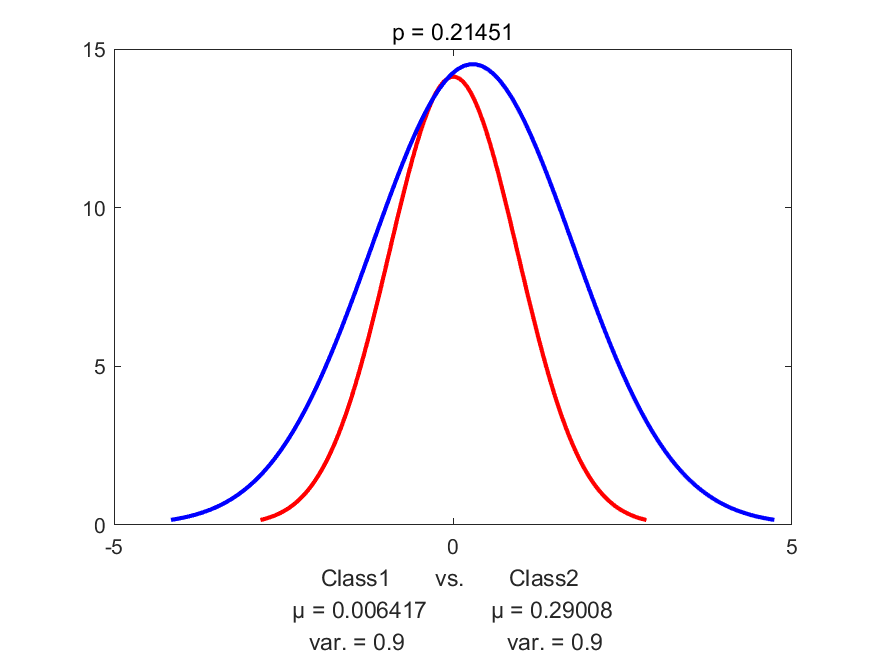 p = 0.21451
15
10
5
0
-5 0 5
Class1 vs. Class2
μ = 0.006417 μ = 0.29008
var. = 0.9 var. = 0.9